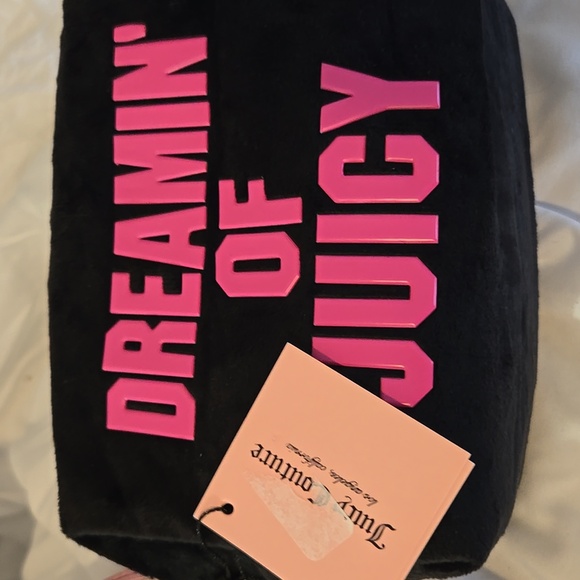 DREAMIN'
OF
JUICY
Juicy Couture
los angeles, california